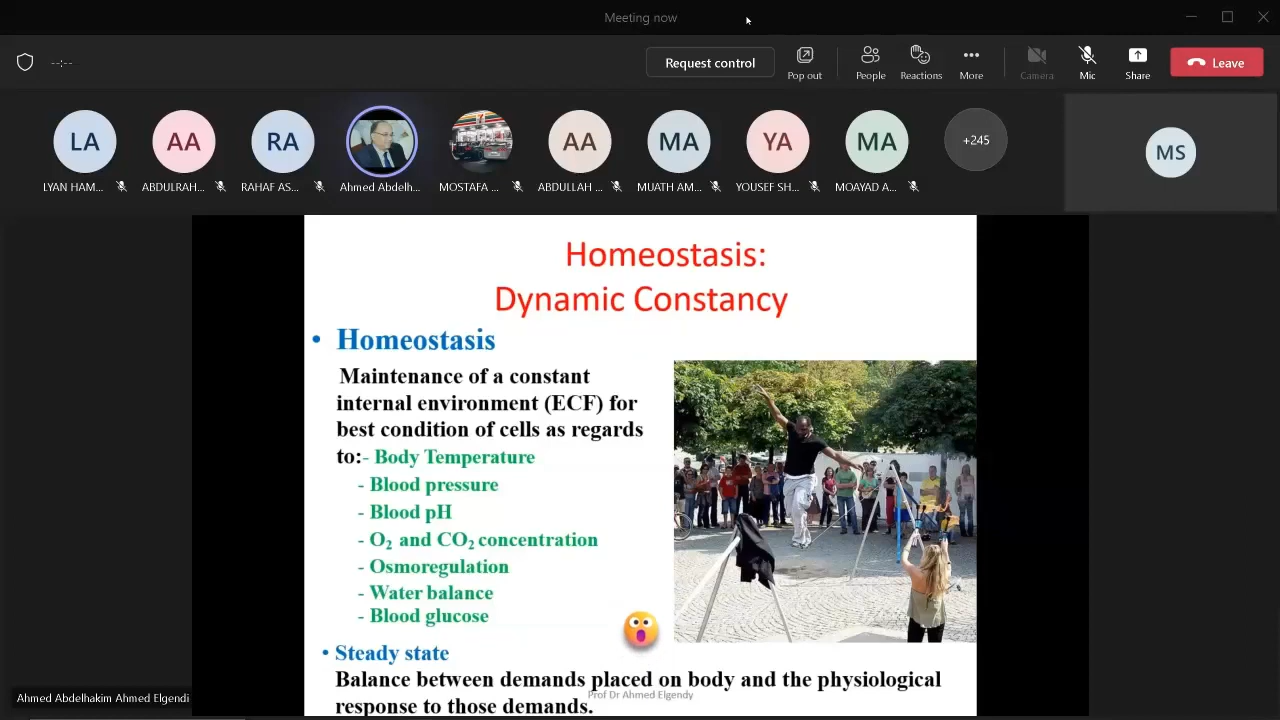 Meeting now
--:--
Request control
Pop out
People
Reactions
More
Camera
Mic
Share
Leave
LA
AA
RA
AA
MA
YA
MA
+245
MS
LYAN HAM...
ABDULRAH...
RAHAF AS...
Ahmed Abdelh...
MOSTAFA ...
ABDULLAH ...
MUATH AM...
YOUSEF SH...
MOAYAD A...
Homeostasis:
Dynamic Constancy
• Homeostasis
Maintenance of a constant
internal environment (ECF) for
best condition of cells as regards
to:- Body Temperature
- Blood pressure
- Blood pH
- O₂ and CO₂ concentration
- Osmoregulation
- Water balance
- Blood glucose
• Steady state
Balance between demands placed on body and the physiological
response to those demands.
Prof Dr Ahmed Elgendy
Ahmed Abdelhakim Ahmed Elgendi